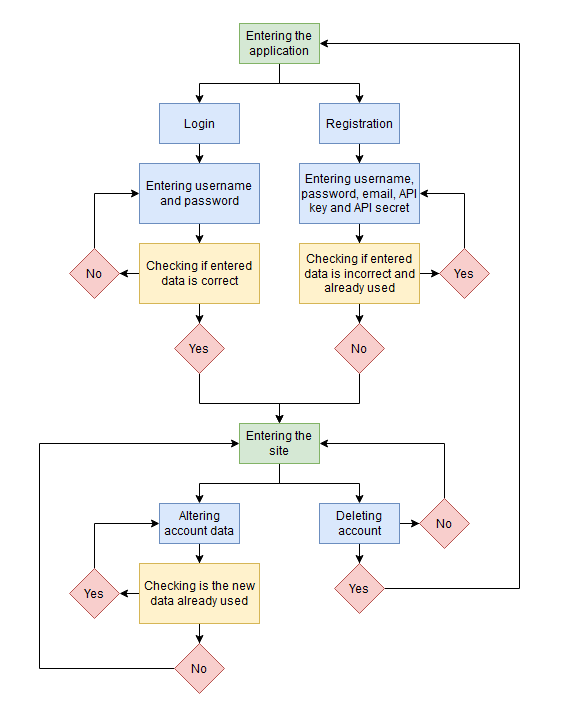 Entering the
application
Login
Registration
Entering username
and password
Entering username,
password, email, API
key and API secret
No
Checking if entered
data is correct
Checking if entered
data is incorrect and
already used
Yes
Yes
No
Entering the
site
Altering
account data
Deleting
account
No
Yes
Checking is the new
data already used
Yes
No